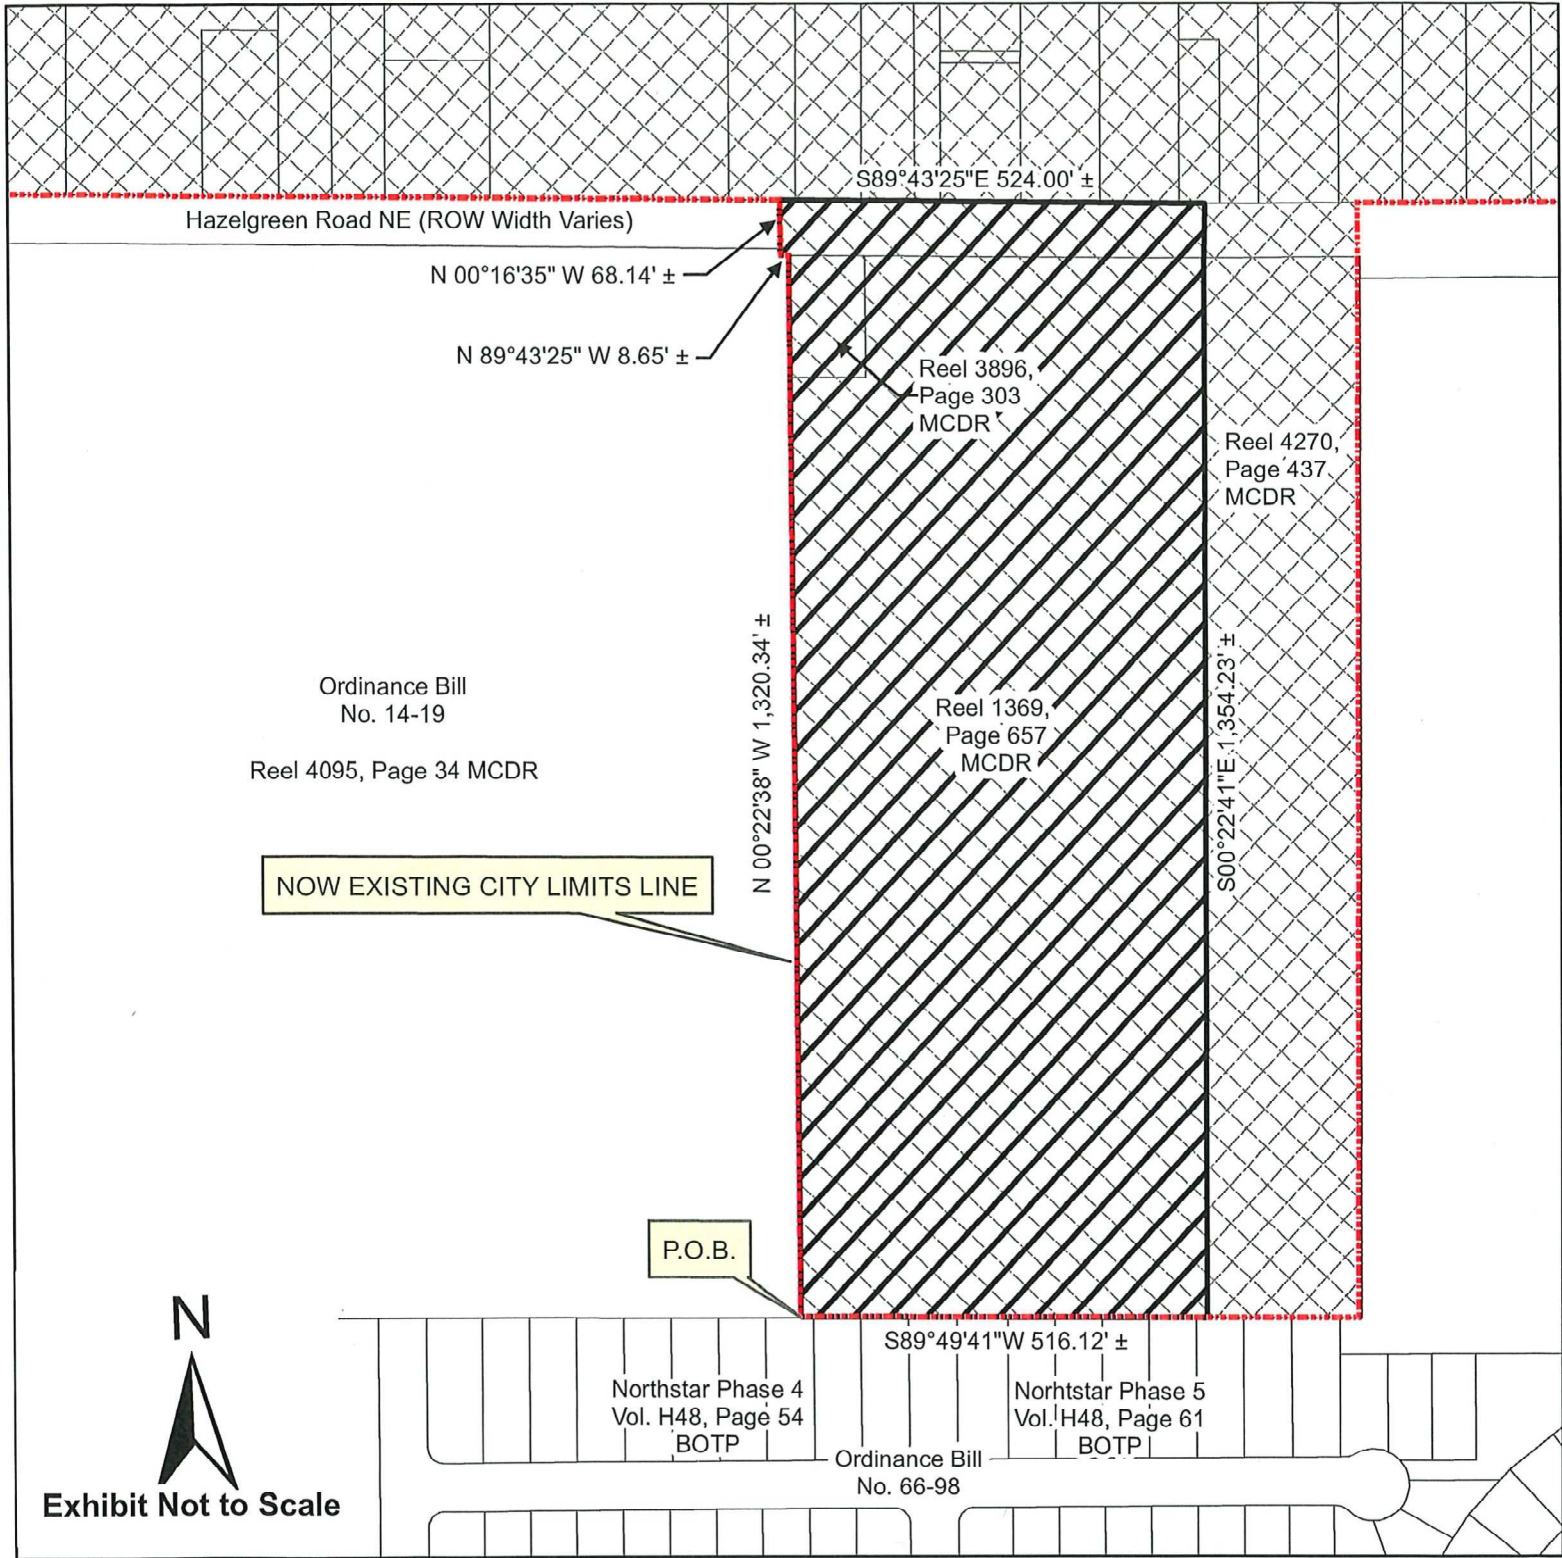 S89°43'25"E 524.00' ±
Hazelgreen Road NE (ROW Width Varies)
N 00°16'35" W 68.14' ±
N 89°43'25" W 8.65' ±
Reel 3896,
Page 303
MCDR
Reel 4270,
Page 437
MCDR
N 00°22'38" W 1,320.34' ±
S00°22'41"E 1,354.23' ±
Ordinance Bill
No. 14-19
Reel 4095, Page 34 MCDR
Reel 1369,
Page 657
MCDR
NOW EXISTING CITY LIMITS LINE
P.O.B.
S89°49'41"W 516.12' ±
N
Exhibit Not to Scale
Northstar Phase 4
Vol. H48, Page 54
BOTP
Norhtstar Phase 5
Vol. H48, Page 61
BOTP
Ordinance Bill
No. 66-98